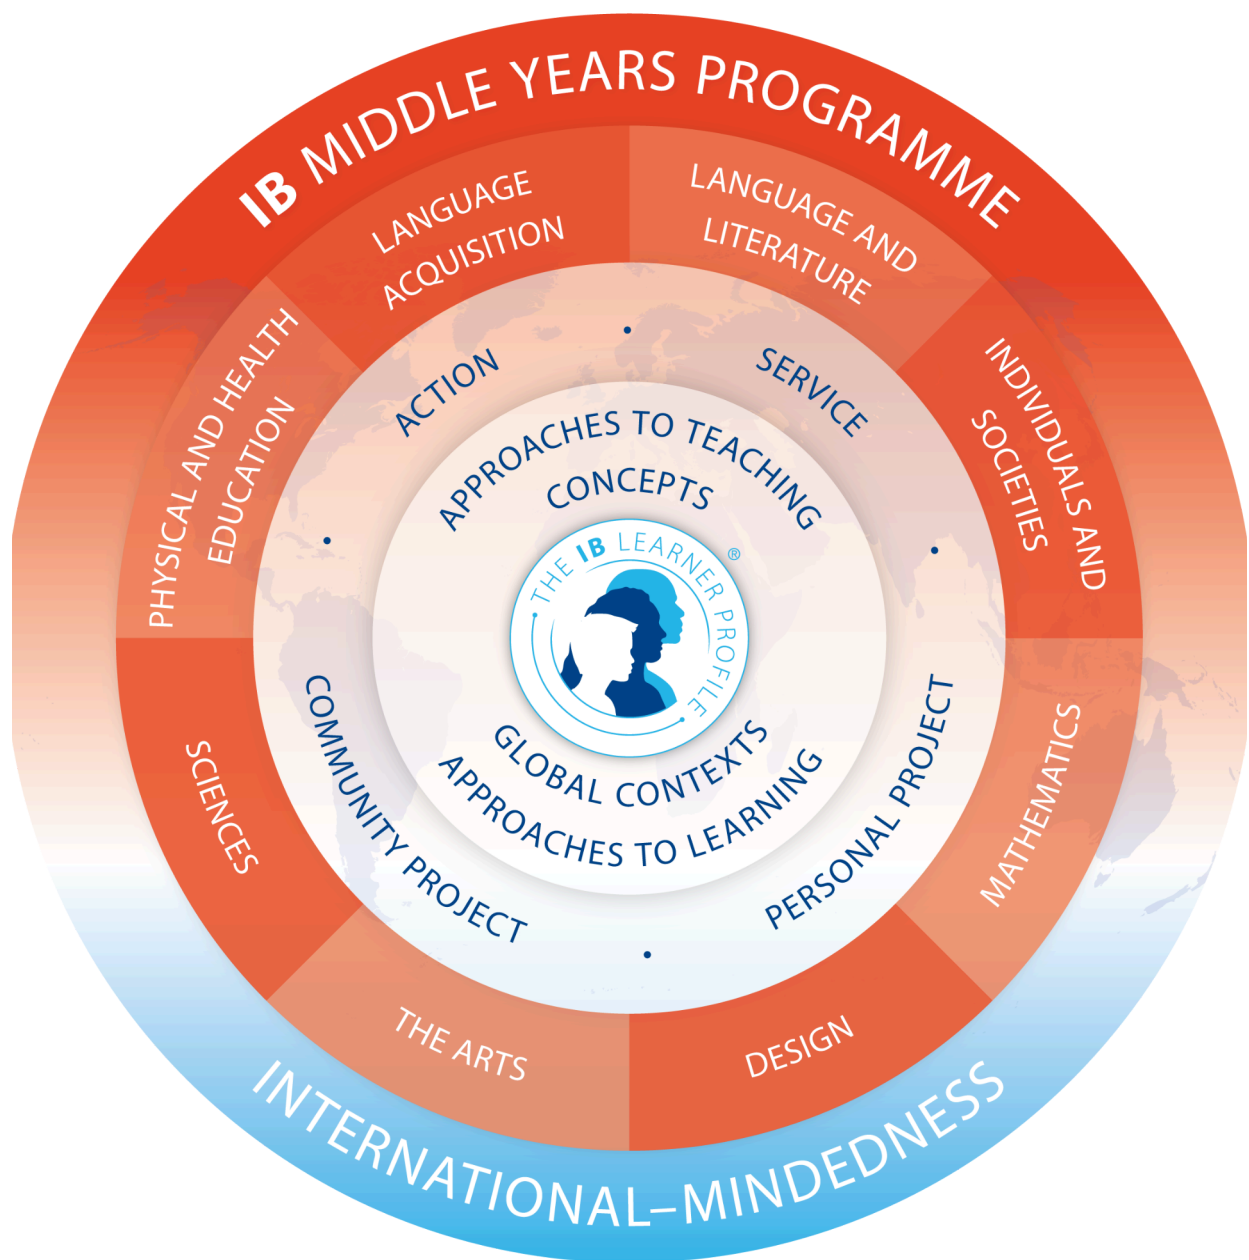 IB MIDDLE YEARS PROGRAMME
LANGUAGE
ACQUISITION
LANGUAGE AND
LITERATURE
PHYSICAL AND HEALTH
EDUCATION
INDIVIDUALS AND
SOCIETIES
ACTION
SERVICE
APPROACHES TO TEACHING
CONCEPTS
THE IB LEARNER PROFILE
®
GLOBAL CONTEXTS
APPROACHES TO LEARNING
COMMUNITY PROJECT
PERSONAL PROJECT
SCIENCES
MATHEMATICS
THE ARTS
DESIGN
INTERNATIONAL–MINDEDNESS